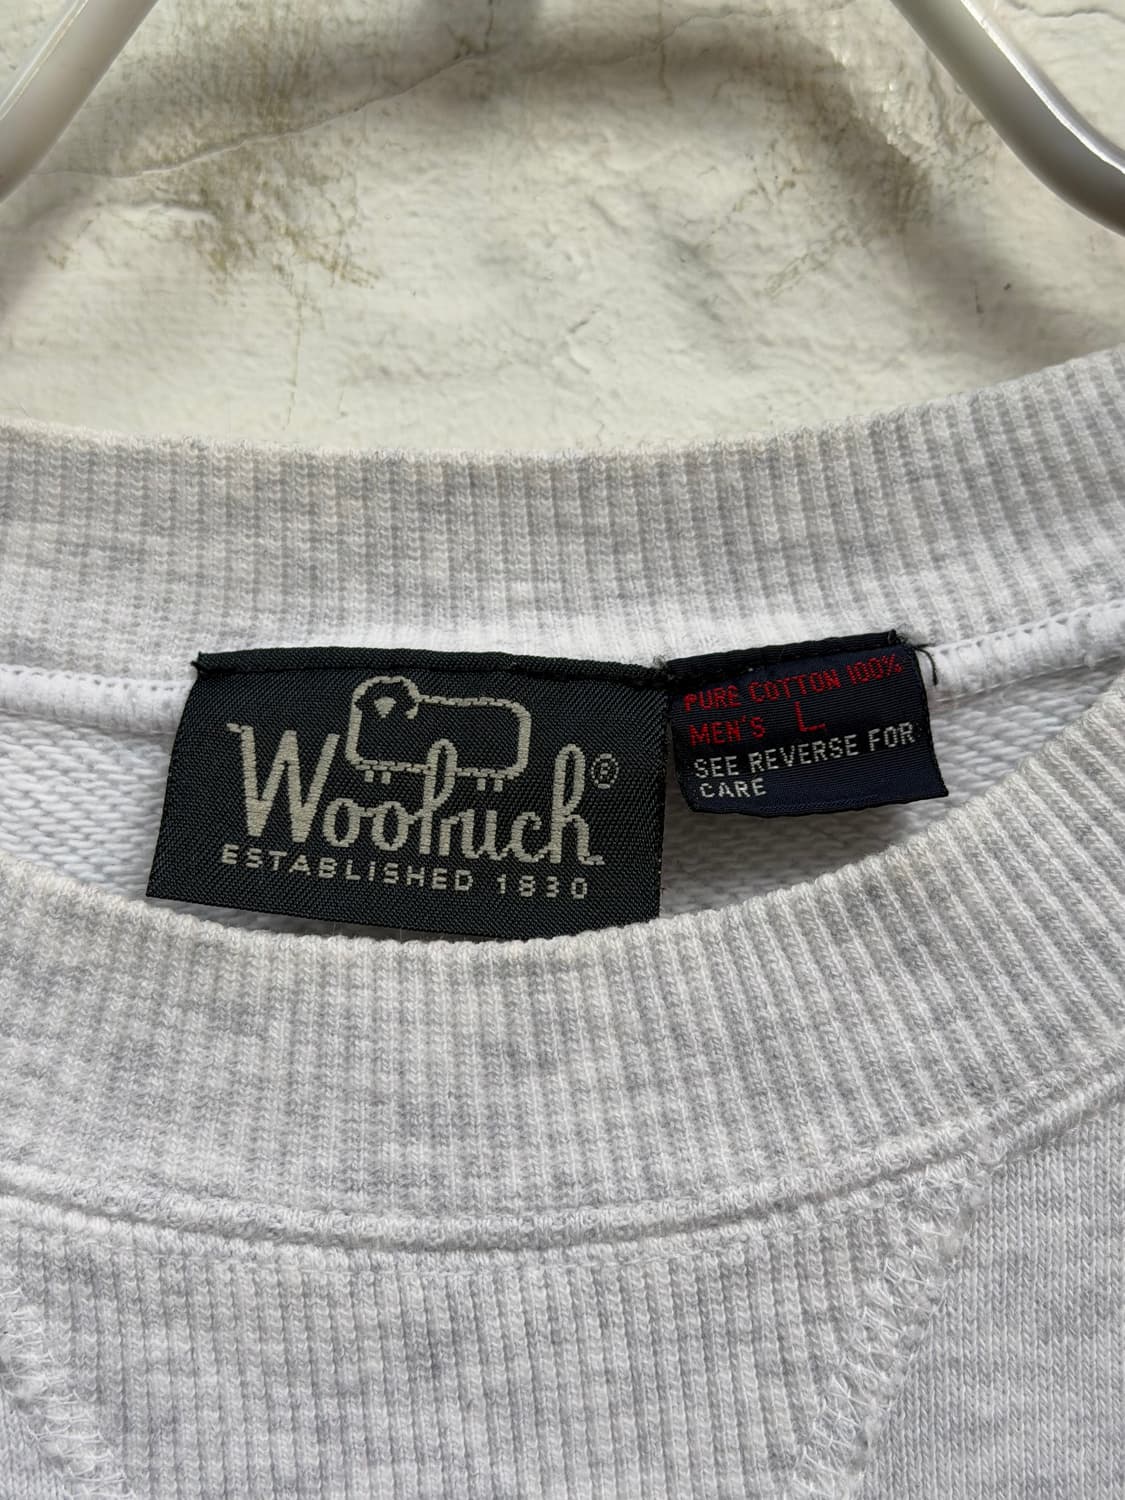 Woolrich®
ESTABLISHED 1830
PURE COTTON 100%
MEN'S L
SEE REVERSE FOR
CARE